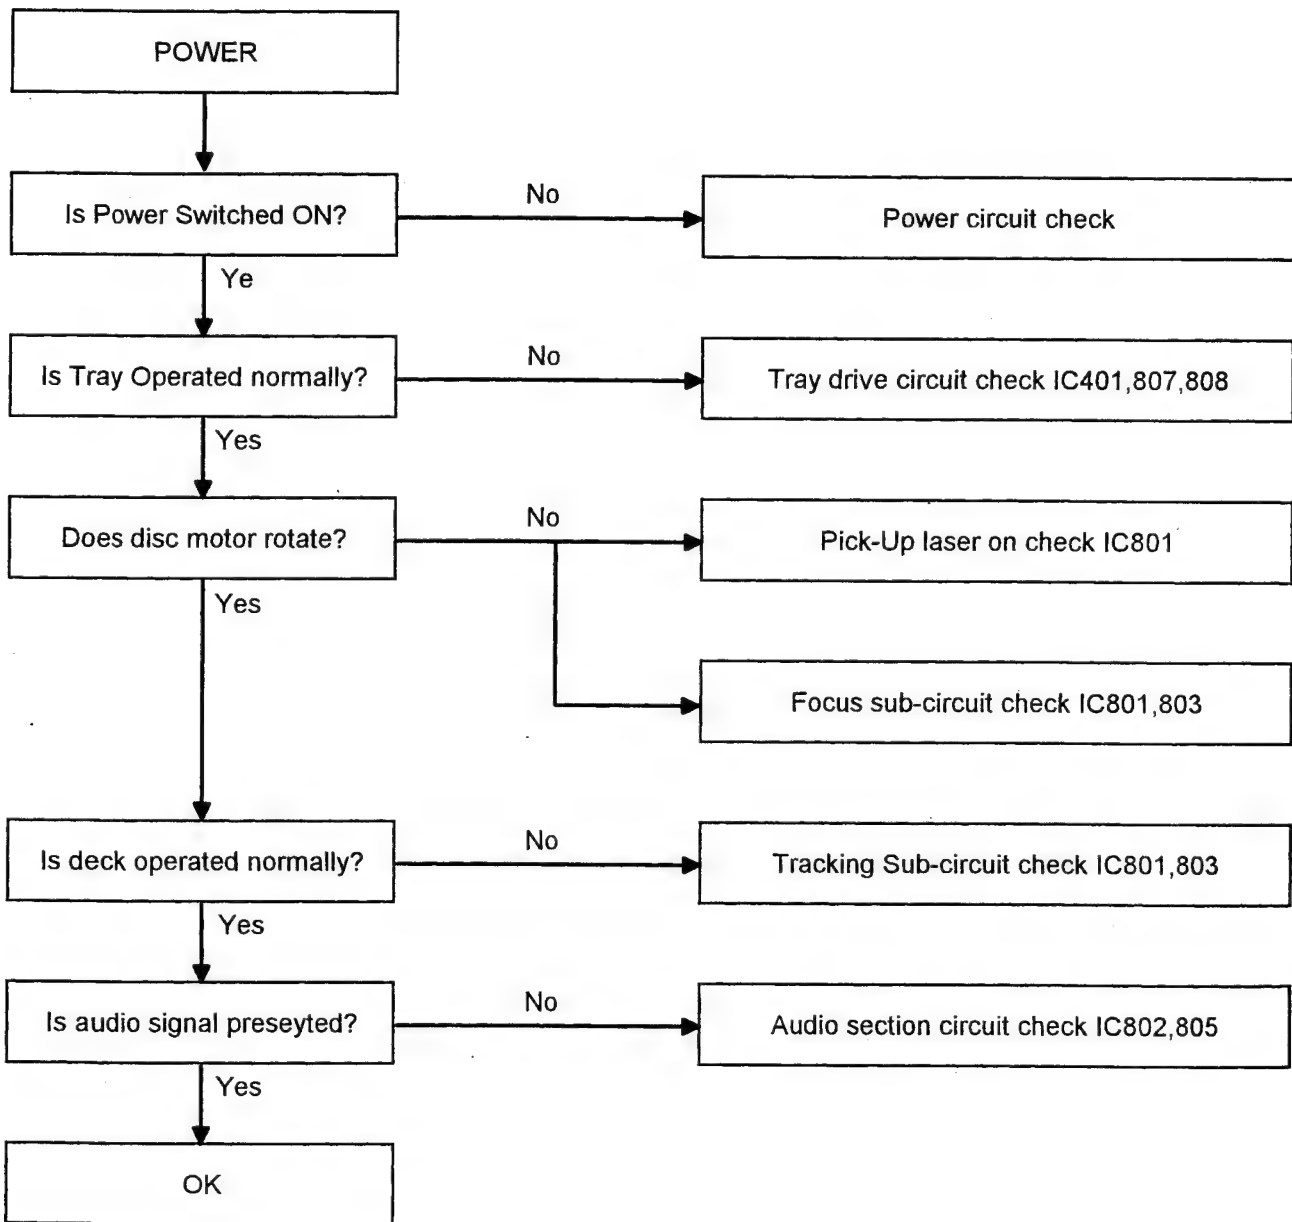 POWER
Is Power Switched ON?
No
Power circuit check
Ye
Is Tray Operated normally?
No
Tray drive circuit check IC401,807,808
Yes
Does disc motor rotate?
No
Pick-Up laser on check IC801
Yes
Focus sub-circuit check IC801,803
Is deck operated normally?
No
Tracking Sub-circuit check IC801,803
Yes
Is audio signal preseyted?
No
Audio section circuit check IC802,805
Yes
OK